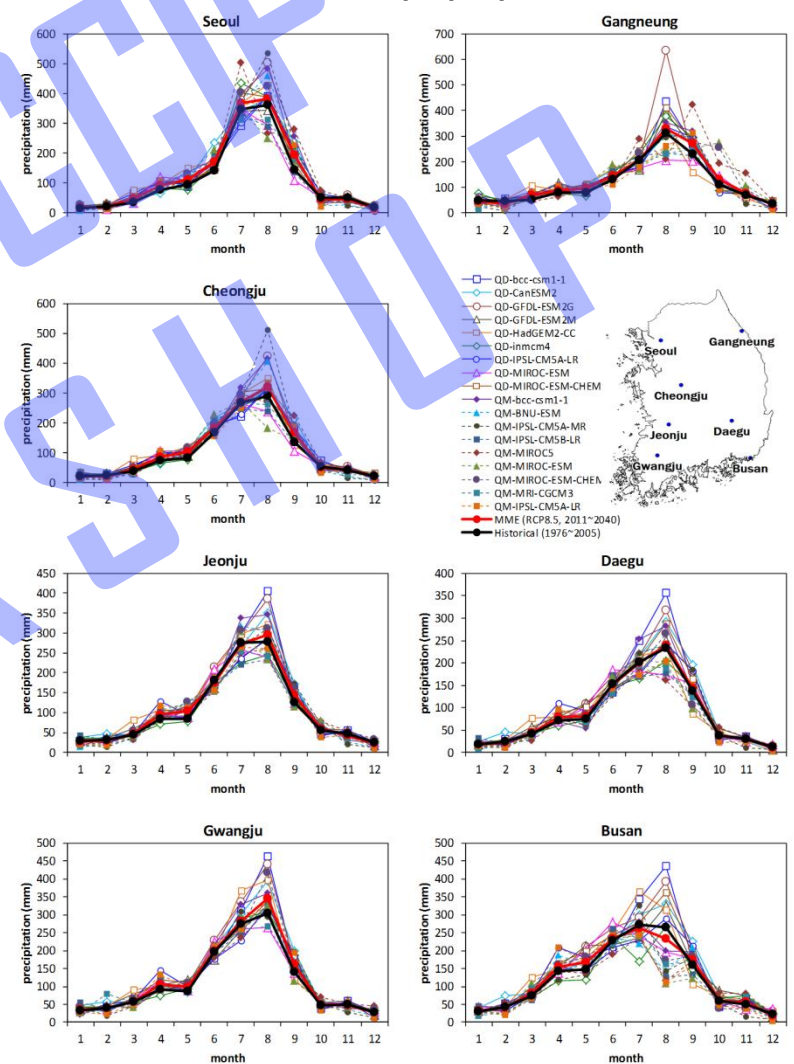 Seoul
Gangneung
precipitation (mm)
600
500
400
300
200
100
0
1 2 3 4 5 6 7 8 9 10 11 12
month
precipitation (mm)
700
600
500
400
300
200
100
0
1 2 3 4 5 6 7 8 9 10 11 12
month
Cheongju
precipitation (mm)
600
500
400
300
200
100
0
1 2 3 4 5 6 7 8 9 10 11 12
month
QD-bcc-csm1-1
QD-CanESM2
QD-GFDL-ESM2G
QD-GFDL-ESM2M
QD-HadGEM2-CC
QD-inmcm4
QD-IPSL-CM5A-LR
QD-MIROC-ESM
QD-MIROC-ESM-CHEM
QM-bcc-csm1-1
QM-BNU-ESM
QM-IPSL-CM5A-MR
QM-IPSL-CM5B-LR
QM-MIROC5
QM-MIROC-ESM
QM-MIROC-ESM-CHEM
QM-MRI-CGCM3
QM-IPSL-CM5A-LR
MME (RCP8.5, 2011~2040)
Historical (1976~2005)
Seoul
Gangneung
Cheongju
Jeonju
Daegu
Gwangju
Busan
Jeonju
Daegu
precipitation (mm)
450
400
350
300
250
200
150
100
50
0
1 2 3 4 5 6 7 8 9 10 11 12
month
precipitation (mm)
400
350
300
250
200
150
100
50
0
1 2 3 4 5 6 7 8 9 10 11 12
month
Gwangju
Busan
precipitation (mm)
500
450
400
350
300
250
200
150
100
50
0
1 2 3 4 5 6 7 8 9 10 11 12
month
precipitation (mm)
500
450
400
350
300
250
200
150
100
50
0
1 2 3 4 5 6 7 8 9 10 11 12
month
SHOP